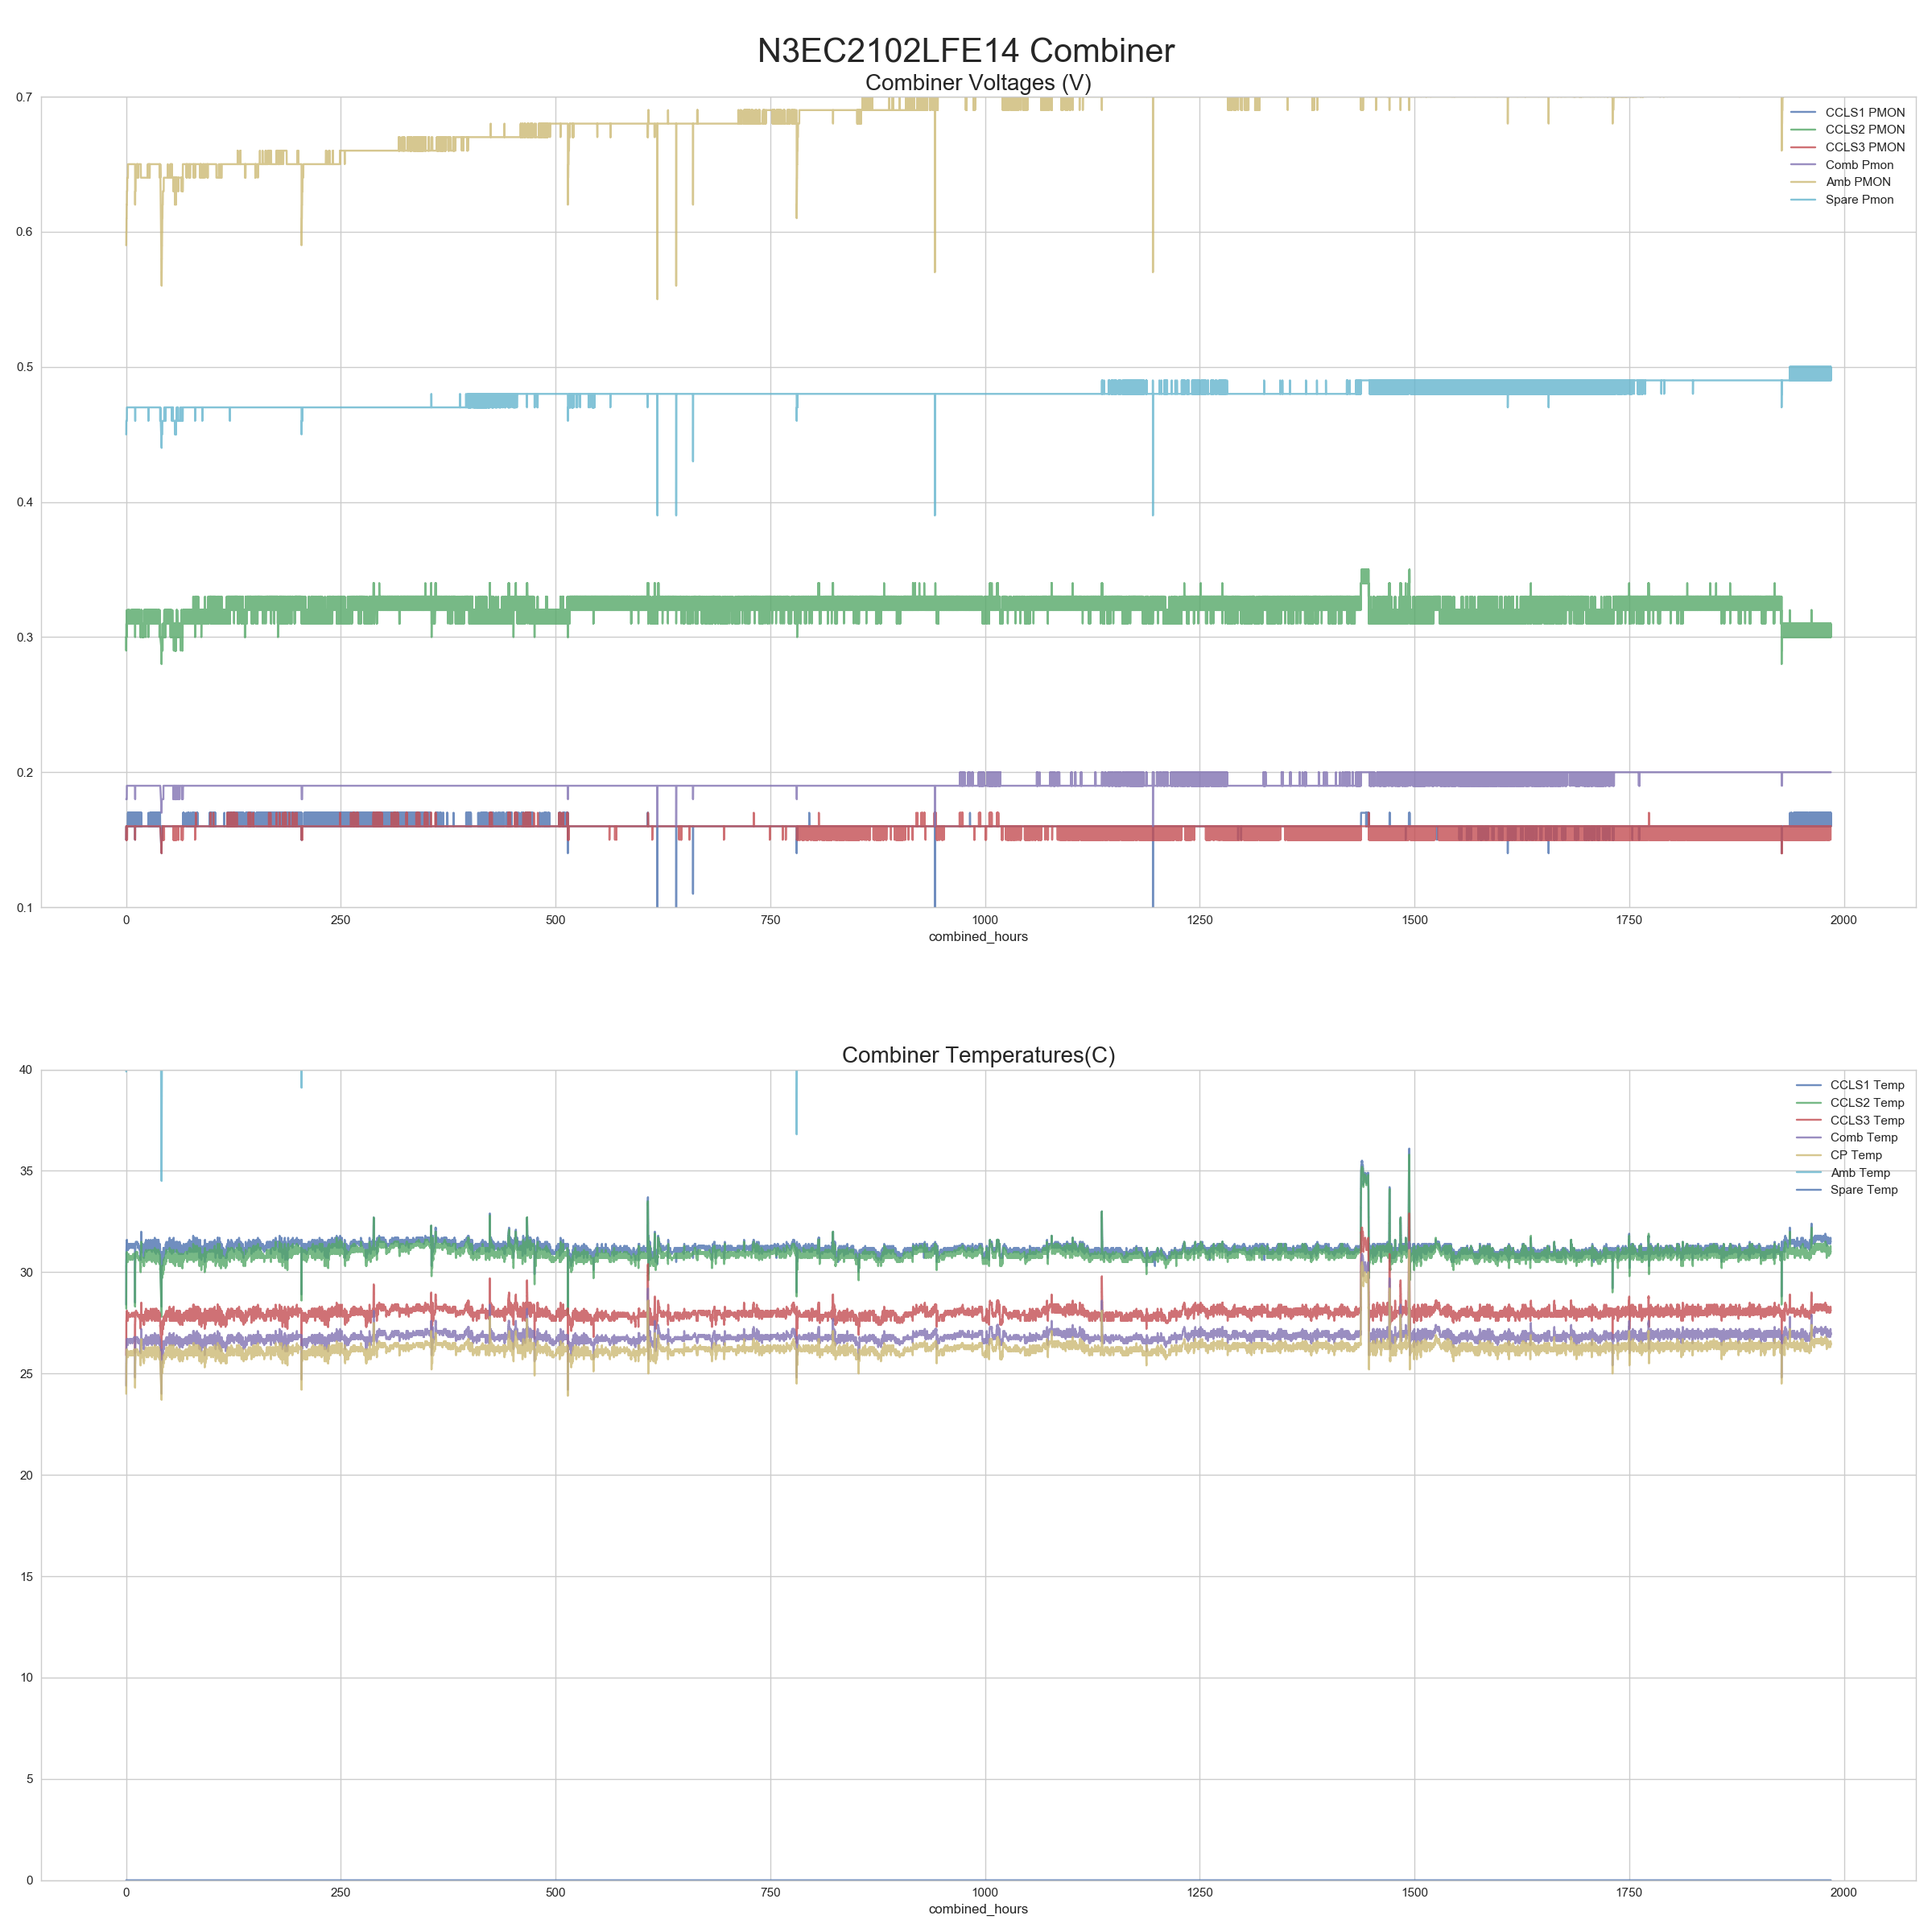 N3EC2102LFE14 Combiner
Combiner Voltages (V)
0.7
0.6
0.5
0.4
0.3
0.2
0.1
CCLS1 PMON
CCLS2 PMON
CCLS3 PMON
Comb Pmon
Amb PMON
Spare Pmon
0 250 500 750 1000 1250 1500 1750 2000
combined_hours
Combiner Temperatures(C)
40
35
30
25
20
15
10
5
0
CCLS1 Temp
CCLS2 Temp
CCLS3 Temp
Comb Temp
CP Temp
Amb Temp
Spare Temp
0 250 500 750 1000 1250 1500 1750 2000
combined_hours